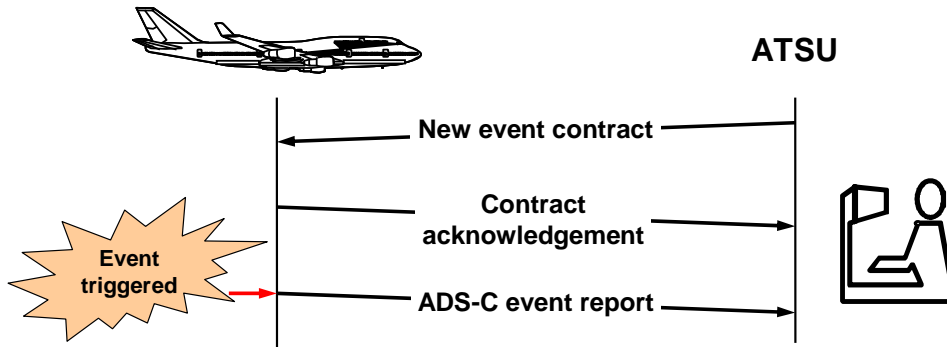 ATSU
New event contract
Contract
acknowledgement
Event
triggered
ADS-C event report